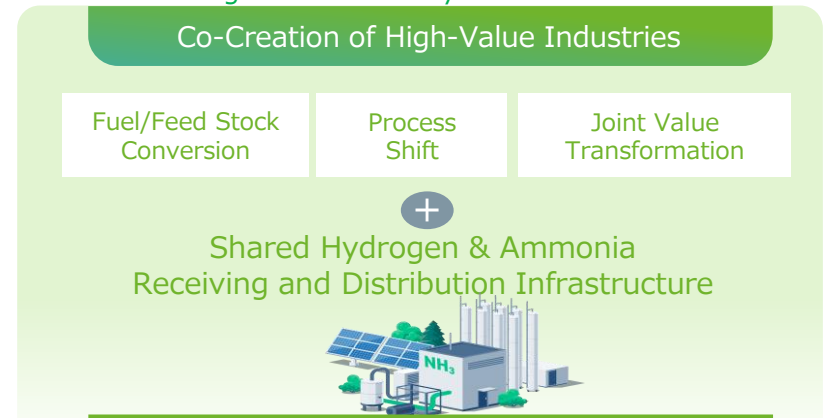 Co-Creation of High-Value Industries
Fuel/Feed Stock
Conversion
Process
Shift
Joint Value
Transformation
+
Shared Hydrogen & Ammonia
Receiving and Distribution Infrastructure
NH₃